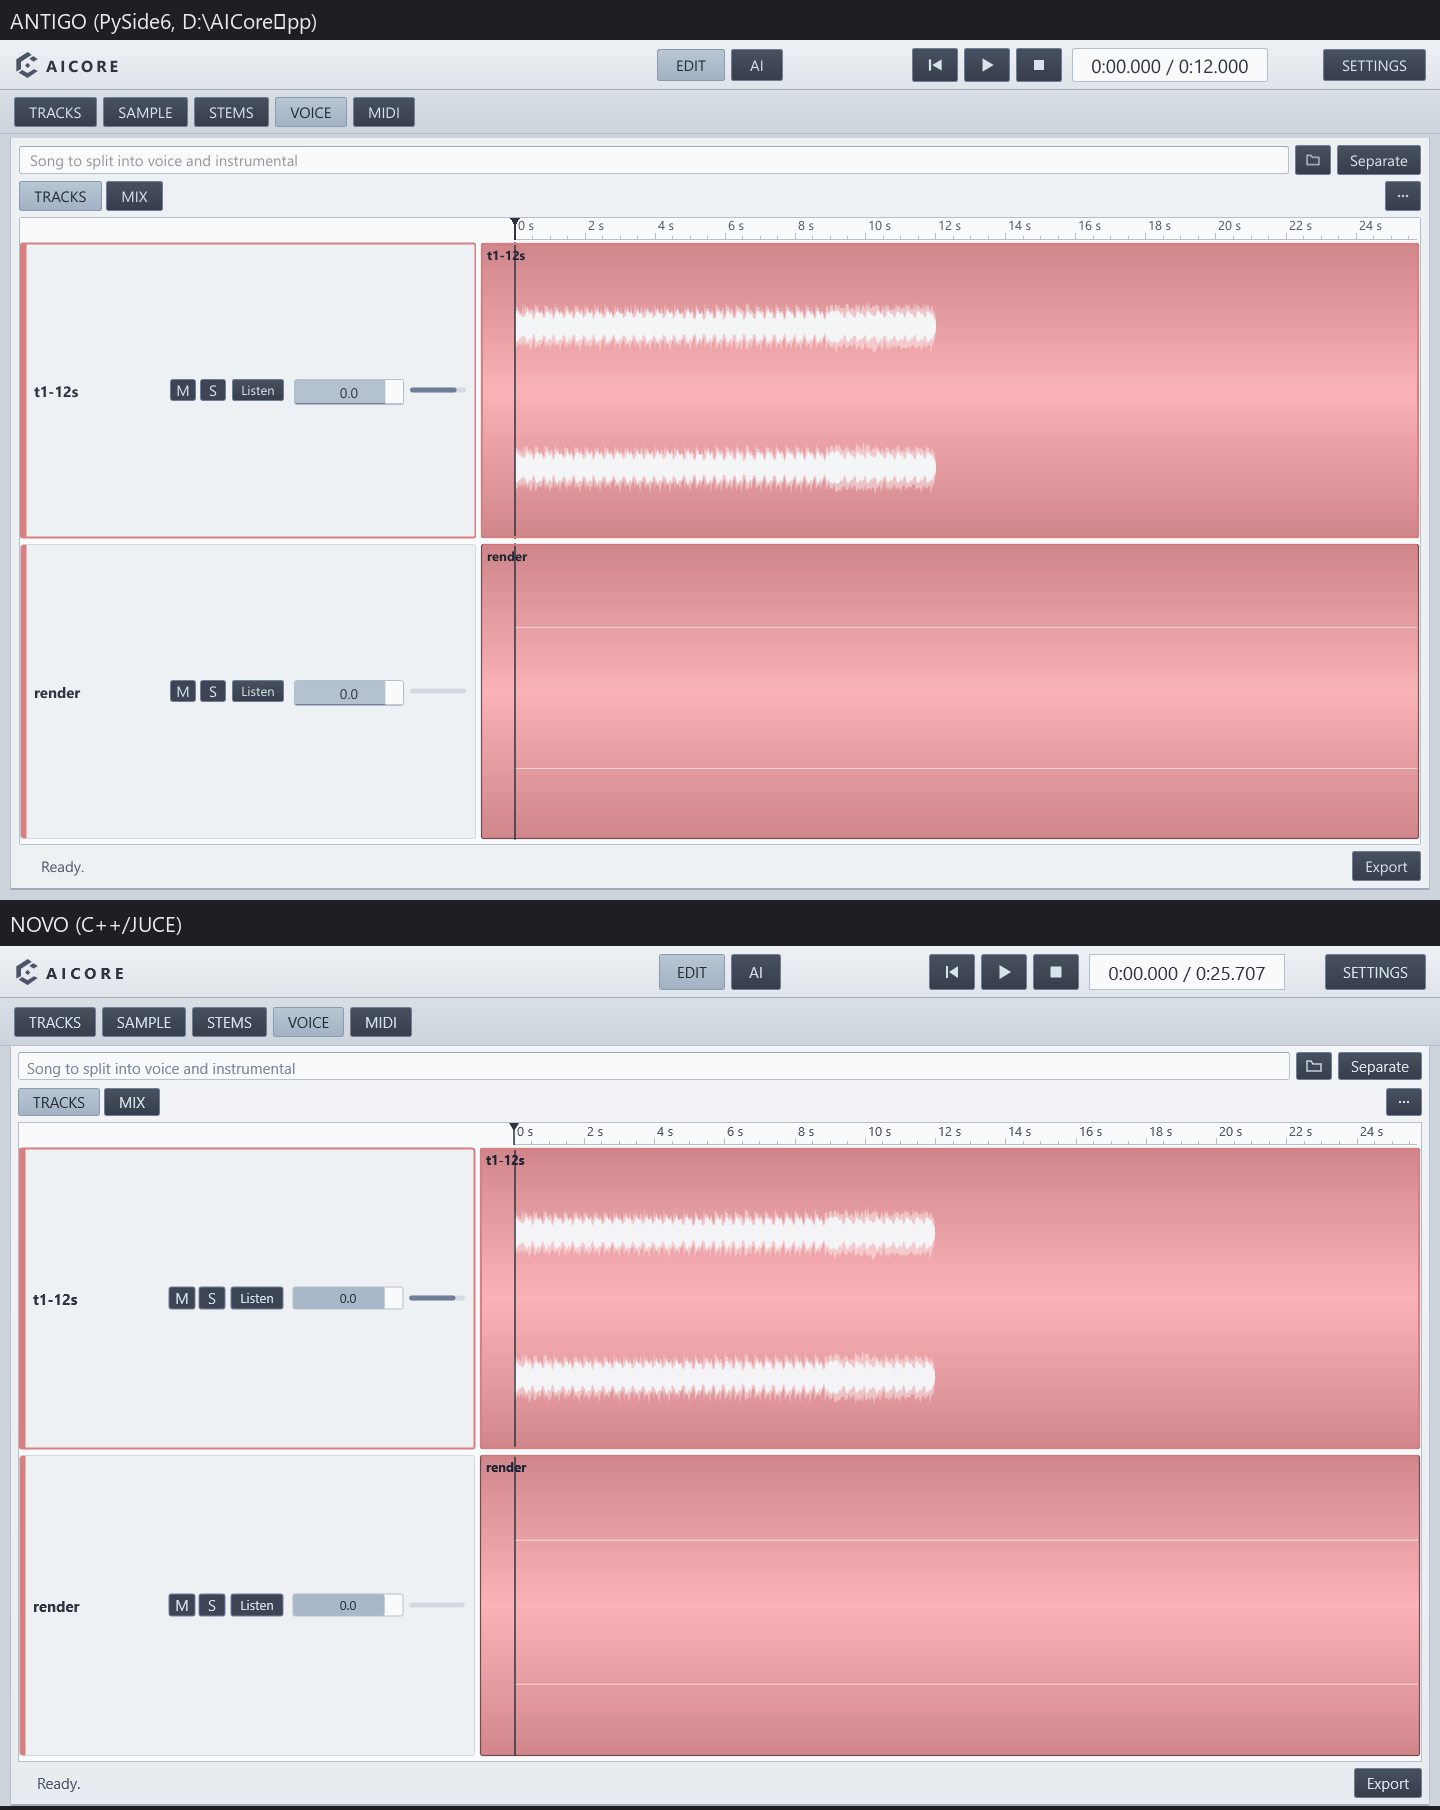 ANTIGO (PySide6, D:\AICore▯pp)
AICORE EDIT AI 0:00.000 / 0:12.000 SETTINGS
TRACKS SAMPLE STEMS VOICE MIDI
Song to split into voice and instrumental Separate
TRACKS MIX ...
0 s 2 s 4 s 6 s 8 s 10 s 12 s 14 s 16 s 18 s 20 s 22 s 24 s
t1-12s
t1-12s M S Listen 0.0
render
render M S Listen 0.0
Ready. Export
NOVO (C++/JUCE)
AICORE EDIT AI 0:00.000 / 0:25.707 SETTINGS
TRACKS SAMPLE STEMS VOICE MIDI
Song to split into voice and instrumental Separate
TRACKS MIX ...
0 s 2 s 4 s 6 s 8 s 10 s 12 s 14 s 16 s 18 s 20 s 22 s 24 s
t1-12s
t1-12s M S Listen 0.0
render
render M S Listen 0.0
Ready. Export